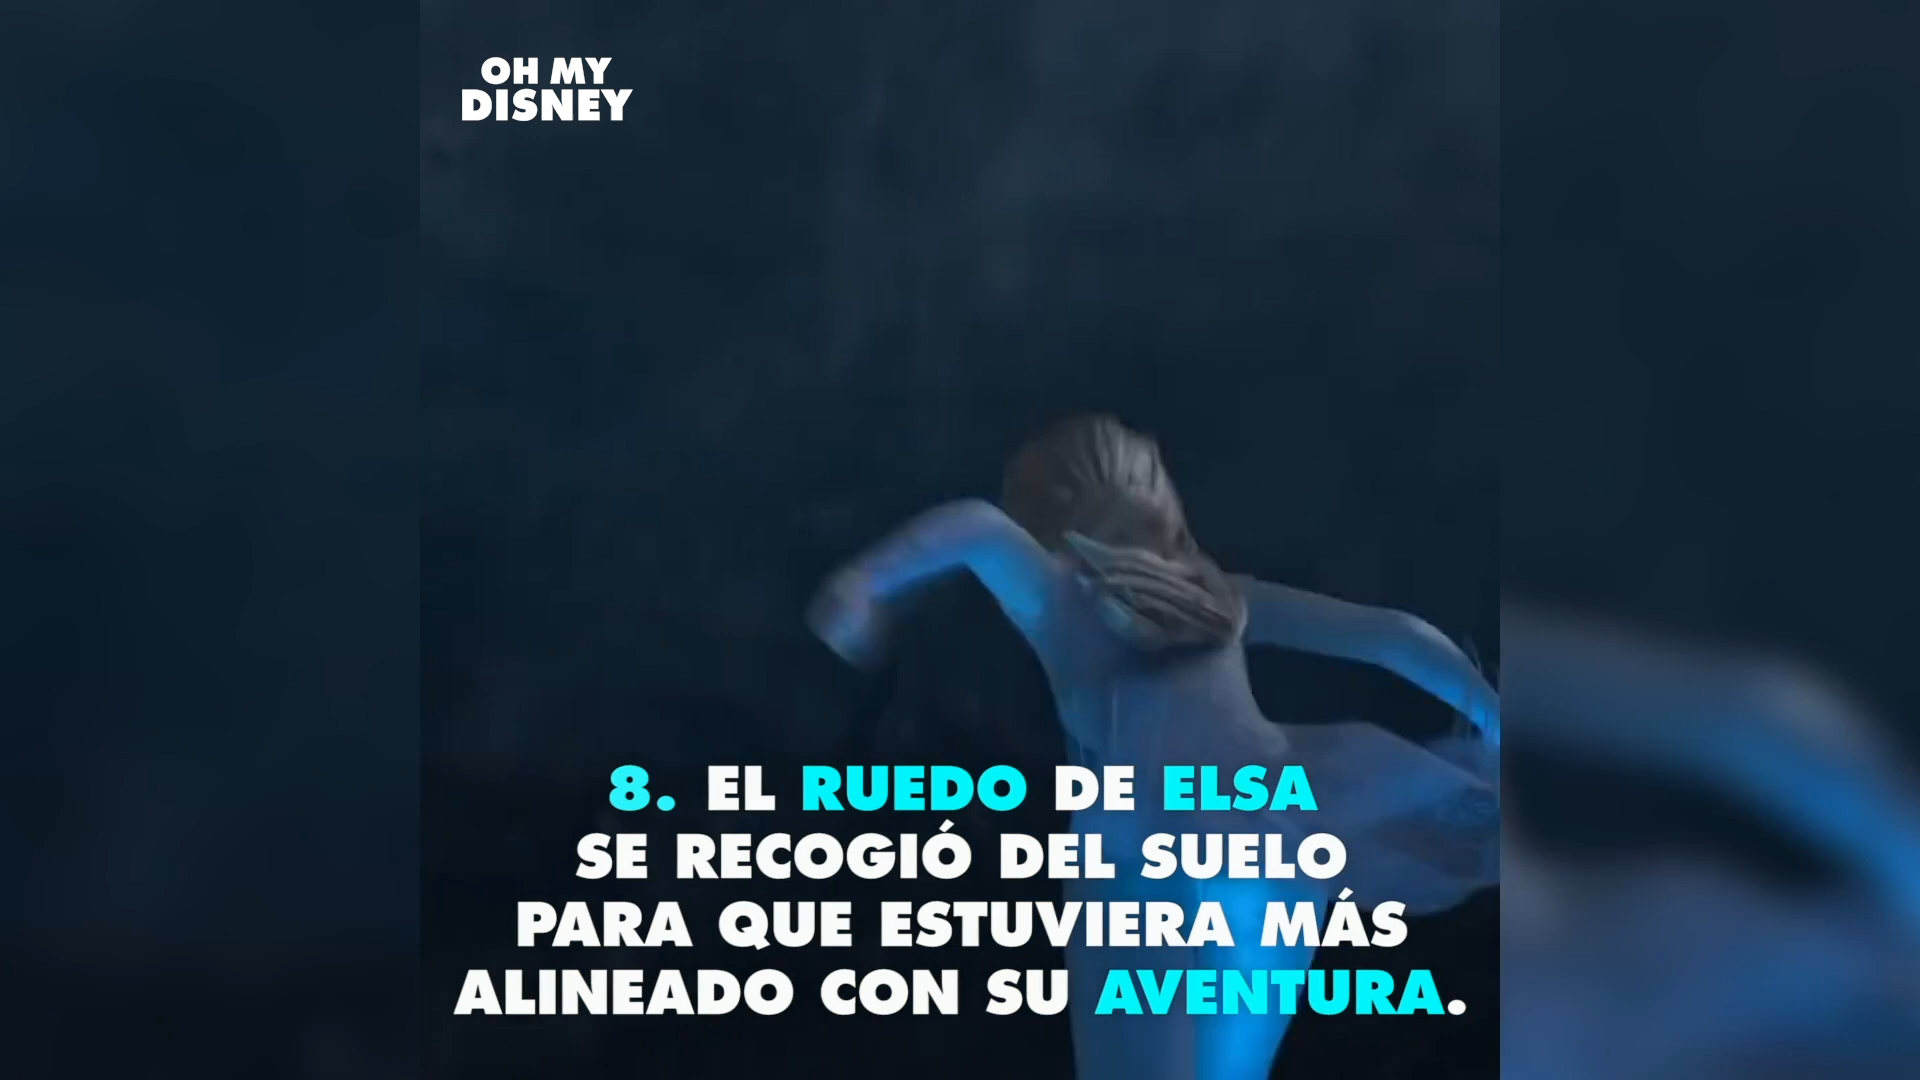 OH MY
DISNEY
8. EL RUEDO DE ELSA
SE RECOGIÓ DEL SUELO
PARA QUE ESTUVIERA MÁS
ALINEADO CON SU AVENTURA.